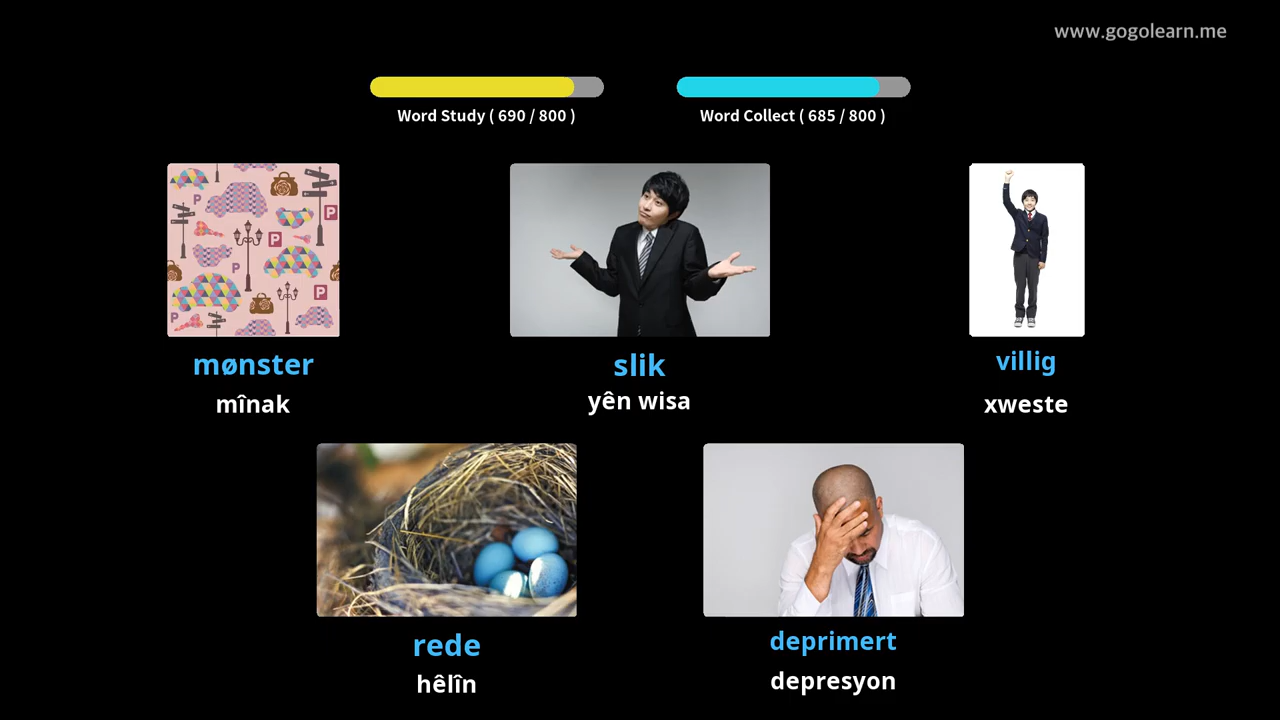 www.gogolearn.me
Word Study ( 690 / 800 )
Word Collect ( 685 / 800 )
P
P
P
P
P
P
mønster
mînak
slik
yên wisa
villig
xweste
rede
hêlîn
deprimert
depresyon